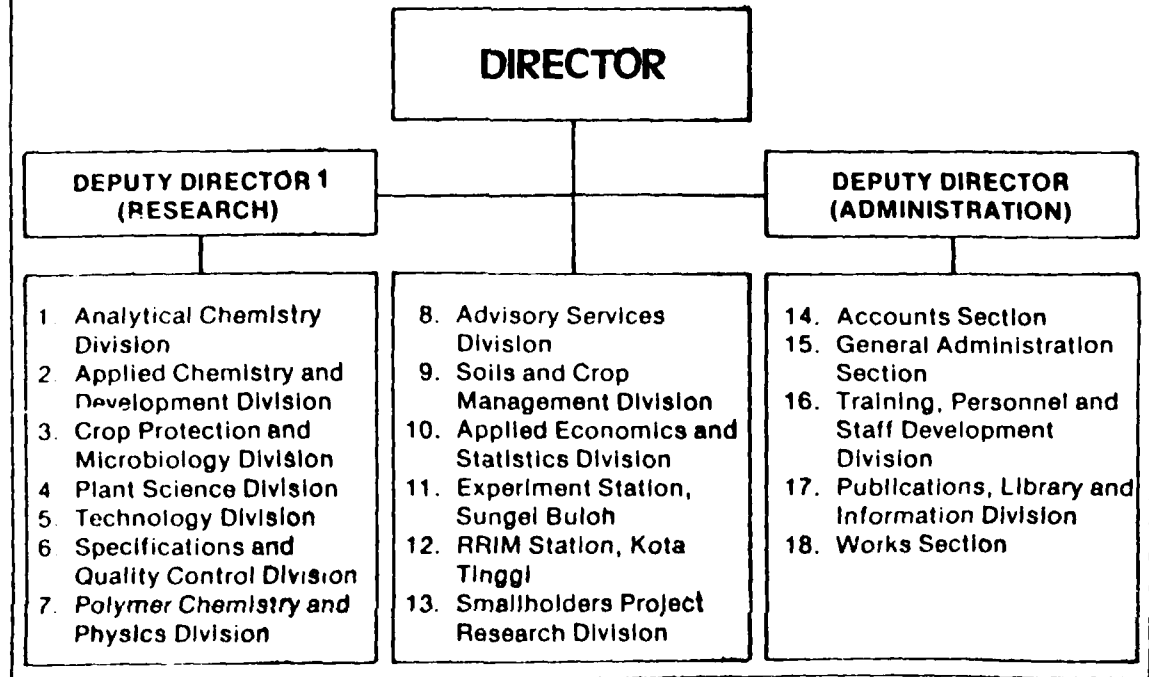 DIRECTOR
DEPUTY DIRECTOR 1
(RESEARCH)
DEPUTY DIRECTOR
(ADMINISTRATION)
1. Analytical Chemistry
Division
2. Applied Chemistry and
Development Division
3. Crop Protection and
Microbiology Division
4 Plant Science Division
5. Technology Division
6. Specifications and
Quality Control Division
7. Polymer Chemistry and
Physics Division
8. Advisory Services
Division
9. Soils and Crop
Management Division
10. Applied Economics and
Statistics Division
11. Experiment Station,
Sungei Buloh
12. RRIM Station, Kota
Tinggi
13. Smallholders Project
Research Division
14. Accounts Section
15. General Administration
Section
16. Training, Personnel and
Staff Development
Division
17. Publications, Library and
Information Division
18. Works Section